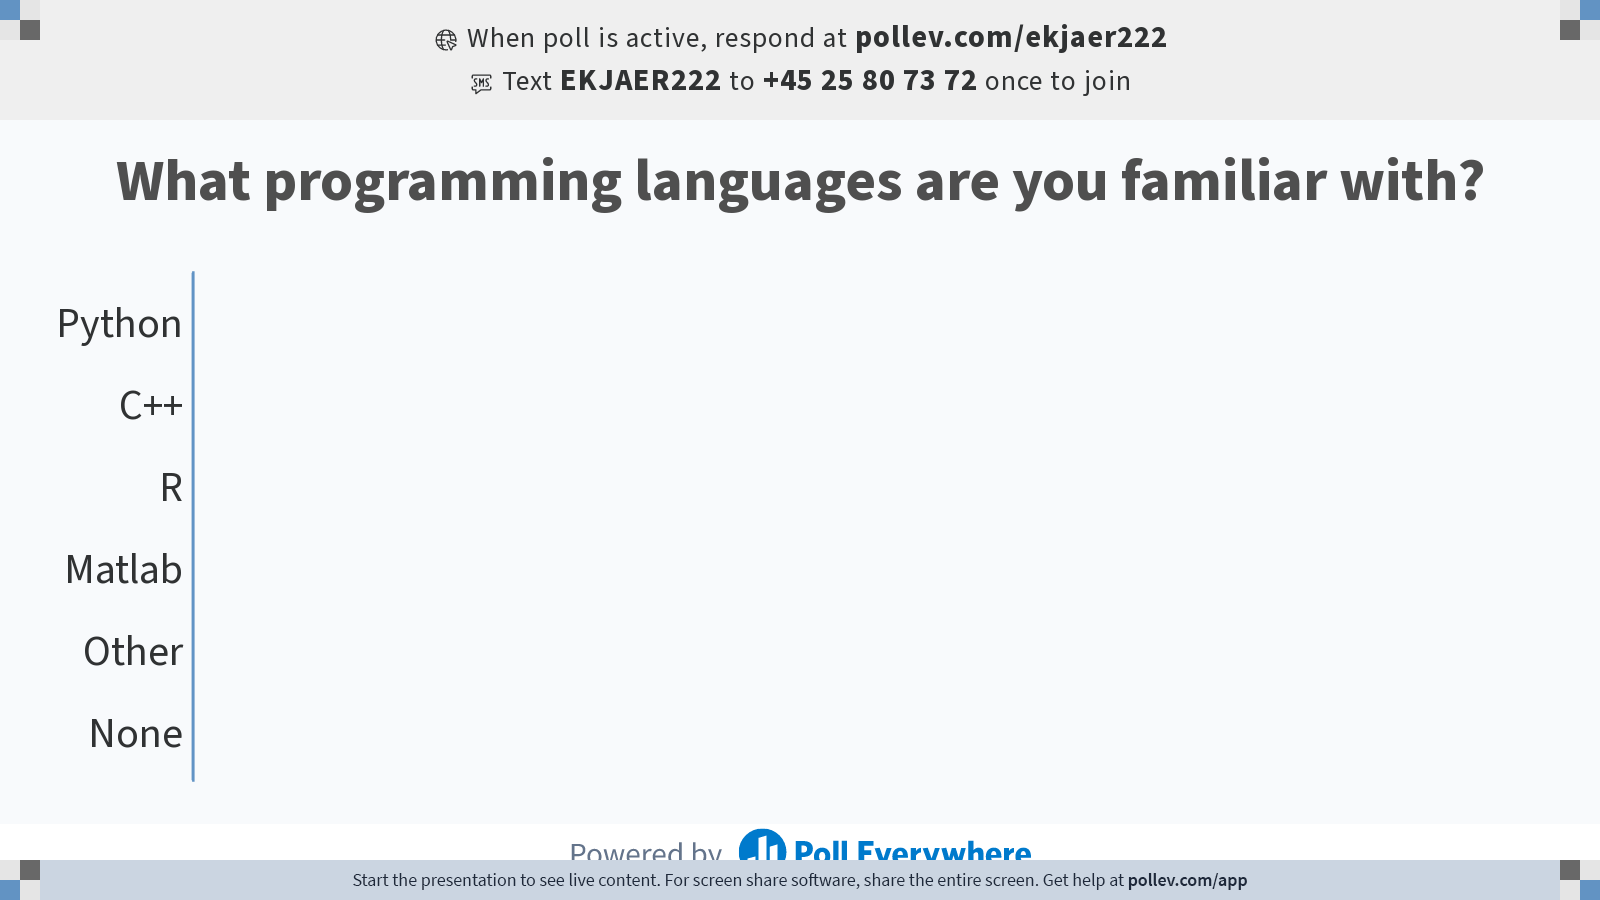 When poll is active, respond at pollev.com/ekjaer222
SMS Text EKJAER222 to +45 25 80 73 72 once to join
What programming languages are you familiar with?
Python
C++
R
Matlab
Other
None
Powered by Poll Everywhere
Start the presentation to see live content. For screen share software, share the entire screen. Get help at pollev.com/app